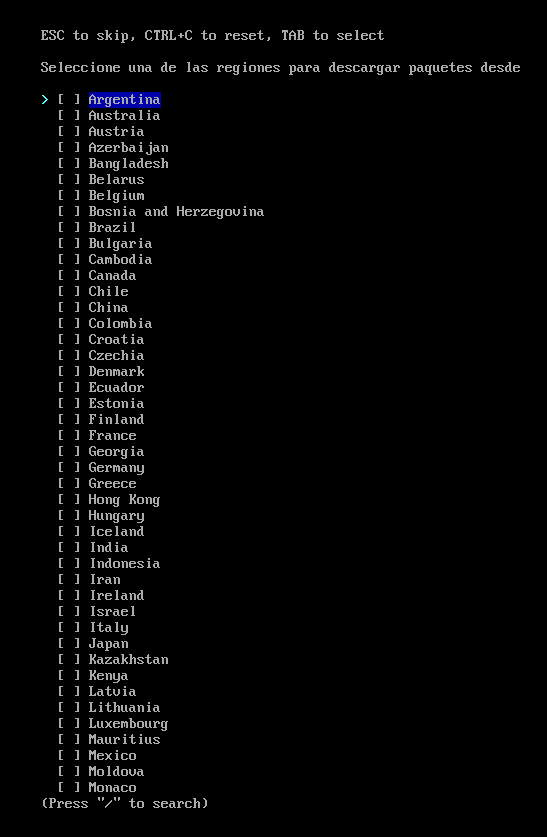 ESC to skip, CTRL+C to reset, TAB to select
Seleccione una de las regiones para descargar paquetes desde
> [ ] Argentina
[ ] Australia
[ ] Austria
[ ] Azerbaijan
[ ] Bangladesh
[ ] Belarus
[ ] Belgium
[ ] Bosnia and Herzegovina
[ ] Brazil
[ ] Bulgaria
[ ] Cambodia
[ ] Canada
[ ] Chile
[ ] China
[ ] Colombia
[ ] Croatia
[ ] Czechia
[ ] Denmark
[ ] Ecuador
[ ] Estonia
[ ] Finland
[ ] France
[ ] Georgia
[ ] Germany
[ ] Greece
[ ] Hong Kong
[ ] Hungary
[ ] Iceland
[ ] India
[ ] Indonesia
[ ] Iran
[ ] Ireland
[ ] Israel
[ ] Italy
[ ] Japan
[ ] Kazakhstan
[ ] Kenya
[ ] Latvia
[ ] Lithuania
[ ] Luxembourg
[ ] Mauritius
[ ] Mexico
[ ] Moldova
[ ] Monaco
(Press "/" to search)